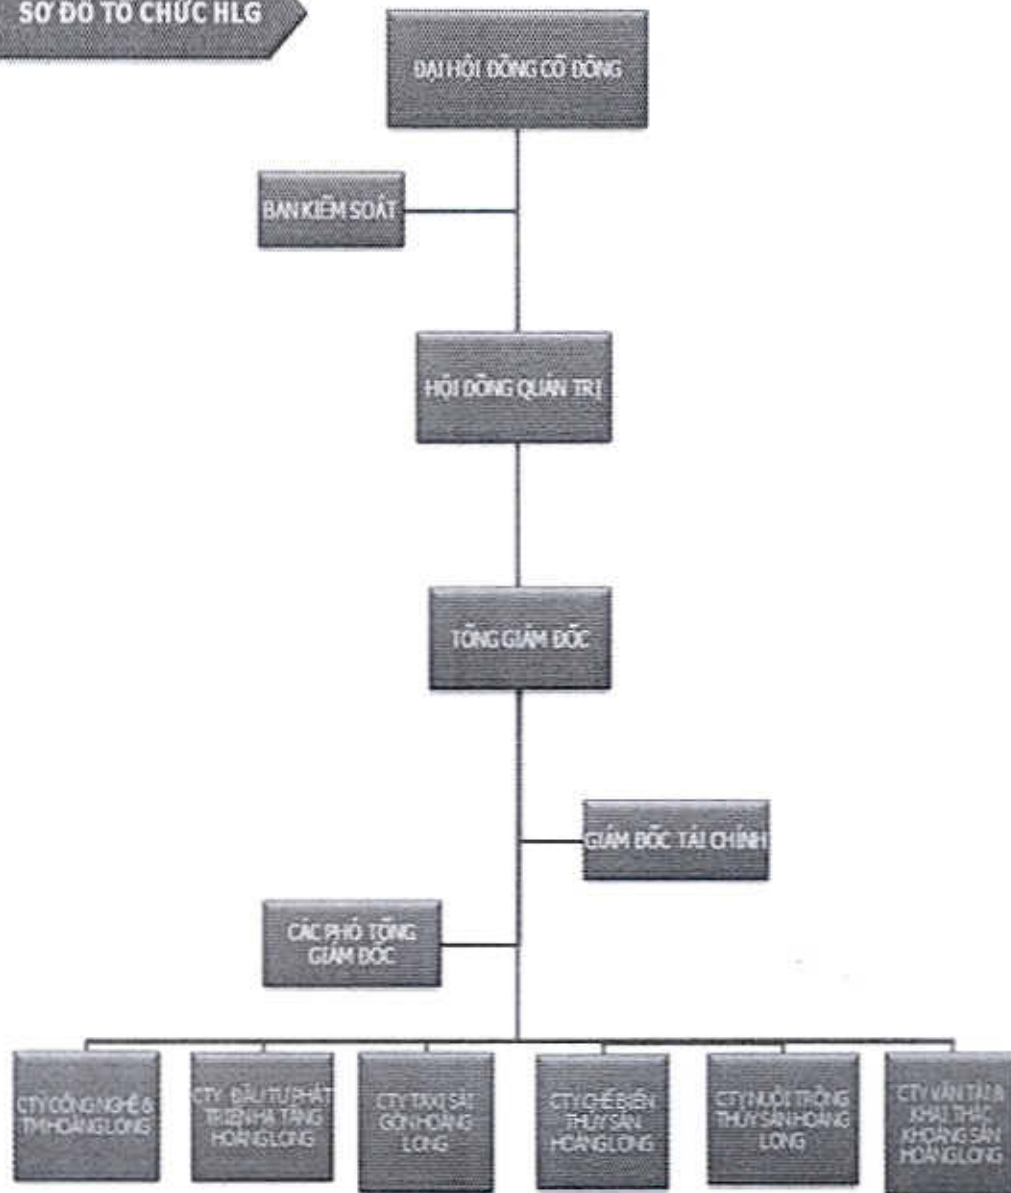 SƠ ĐỒ TỔ CHỨC HLG
ĐẠI HỘI ĐỒNG CỔ ĐÔNG
BAN KIỂM SOÁT
HỘI ĐỒNG QUẢN TRỊ
TỔNG GIÁM ĐỐC
GIÁM ĐỐC TÀI CHÍNH
CÁC PHÓ TỔNG
GIÁM ĐỐC
CTY CÔNG NGHỆ &
TM HOÀNG LONG
CTY ĐẦU TƯ PHÁT
TRIỂN HẠ TẦNG
HOÀNG LONG
CTY TAXI SÀI
GÒN HOÀNG
LONG
CTY CHẾ BIẾN
THỦY SẢN
HOÀNG LONG
CTY NUÔI TRỒNG
THỦY SẢN HOÀNG
LONG
CTY VẬN TẢI &
KHAI THÁC
KHOÁNG SẢN
HOÀNG LONG